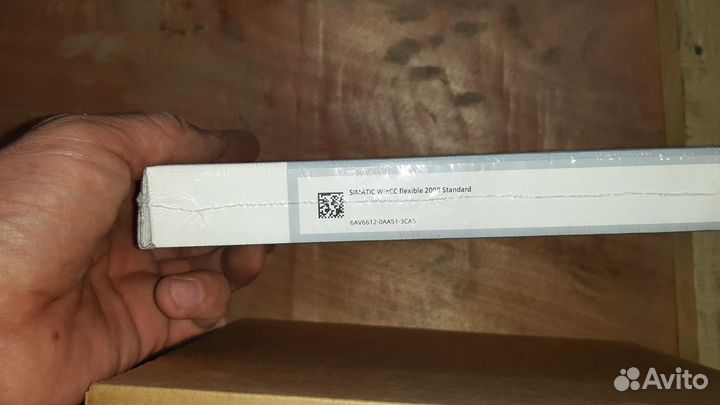 SIMATIC WinCC flexible 2008 Standard
6AV6612-0AA51-3CA5
Avito